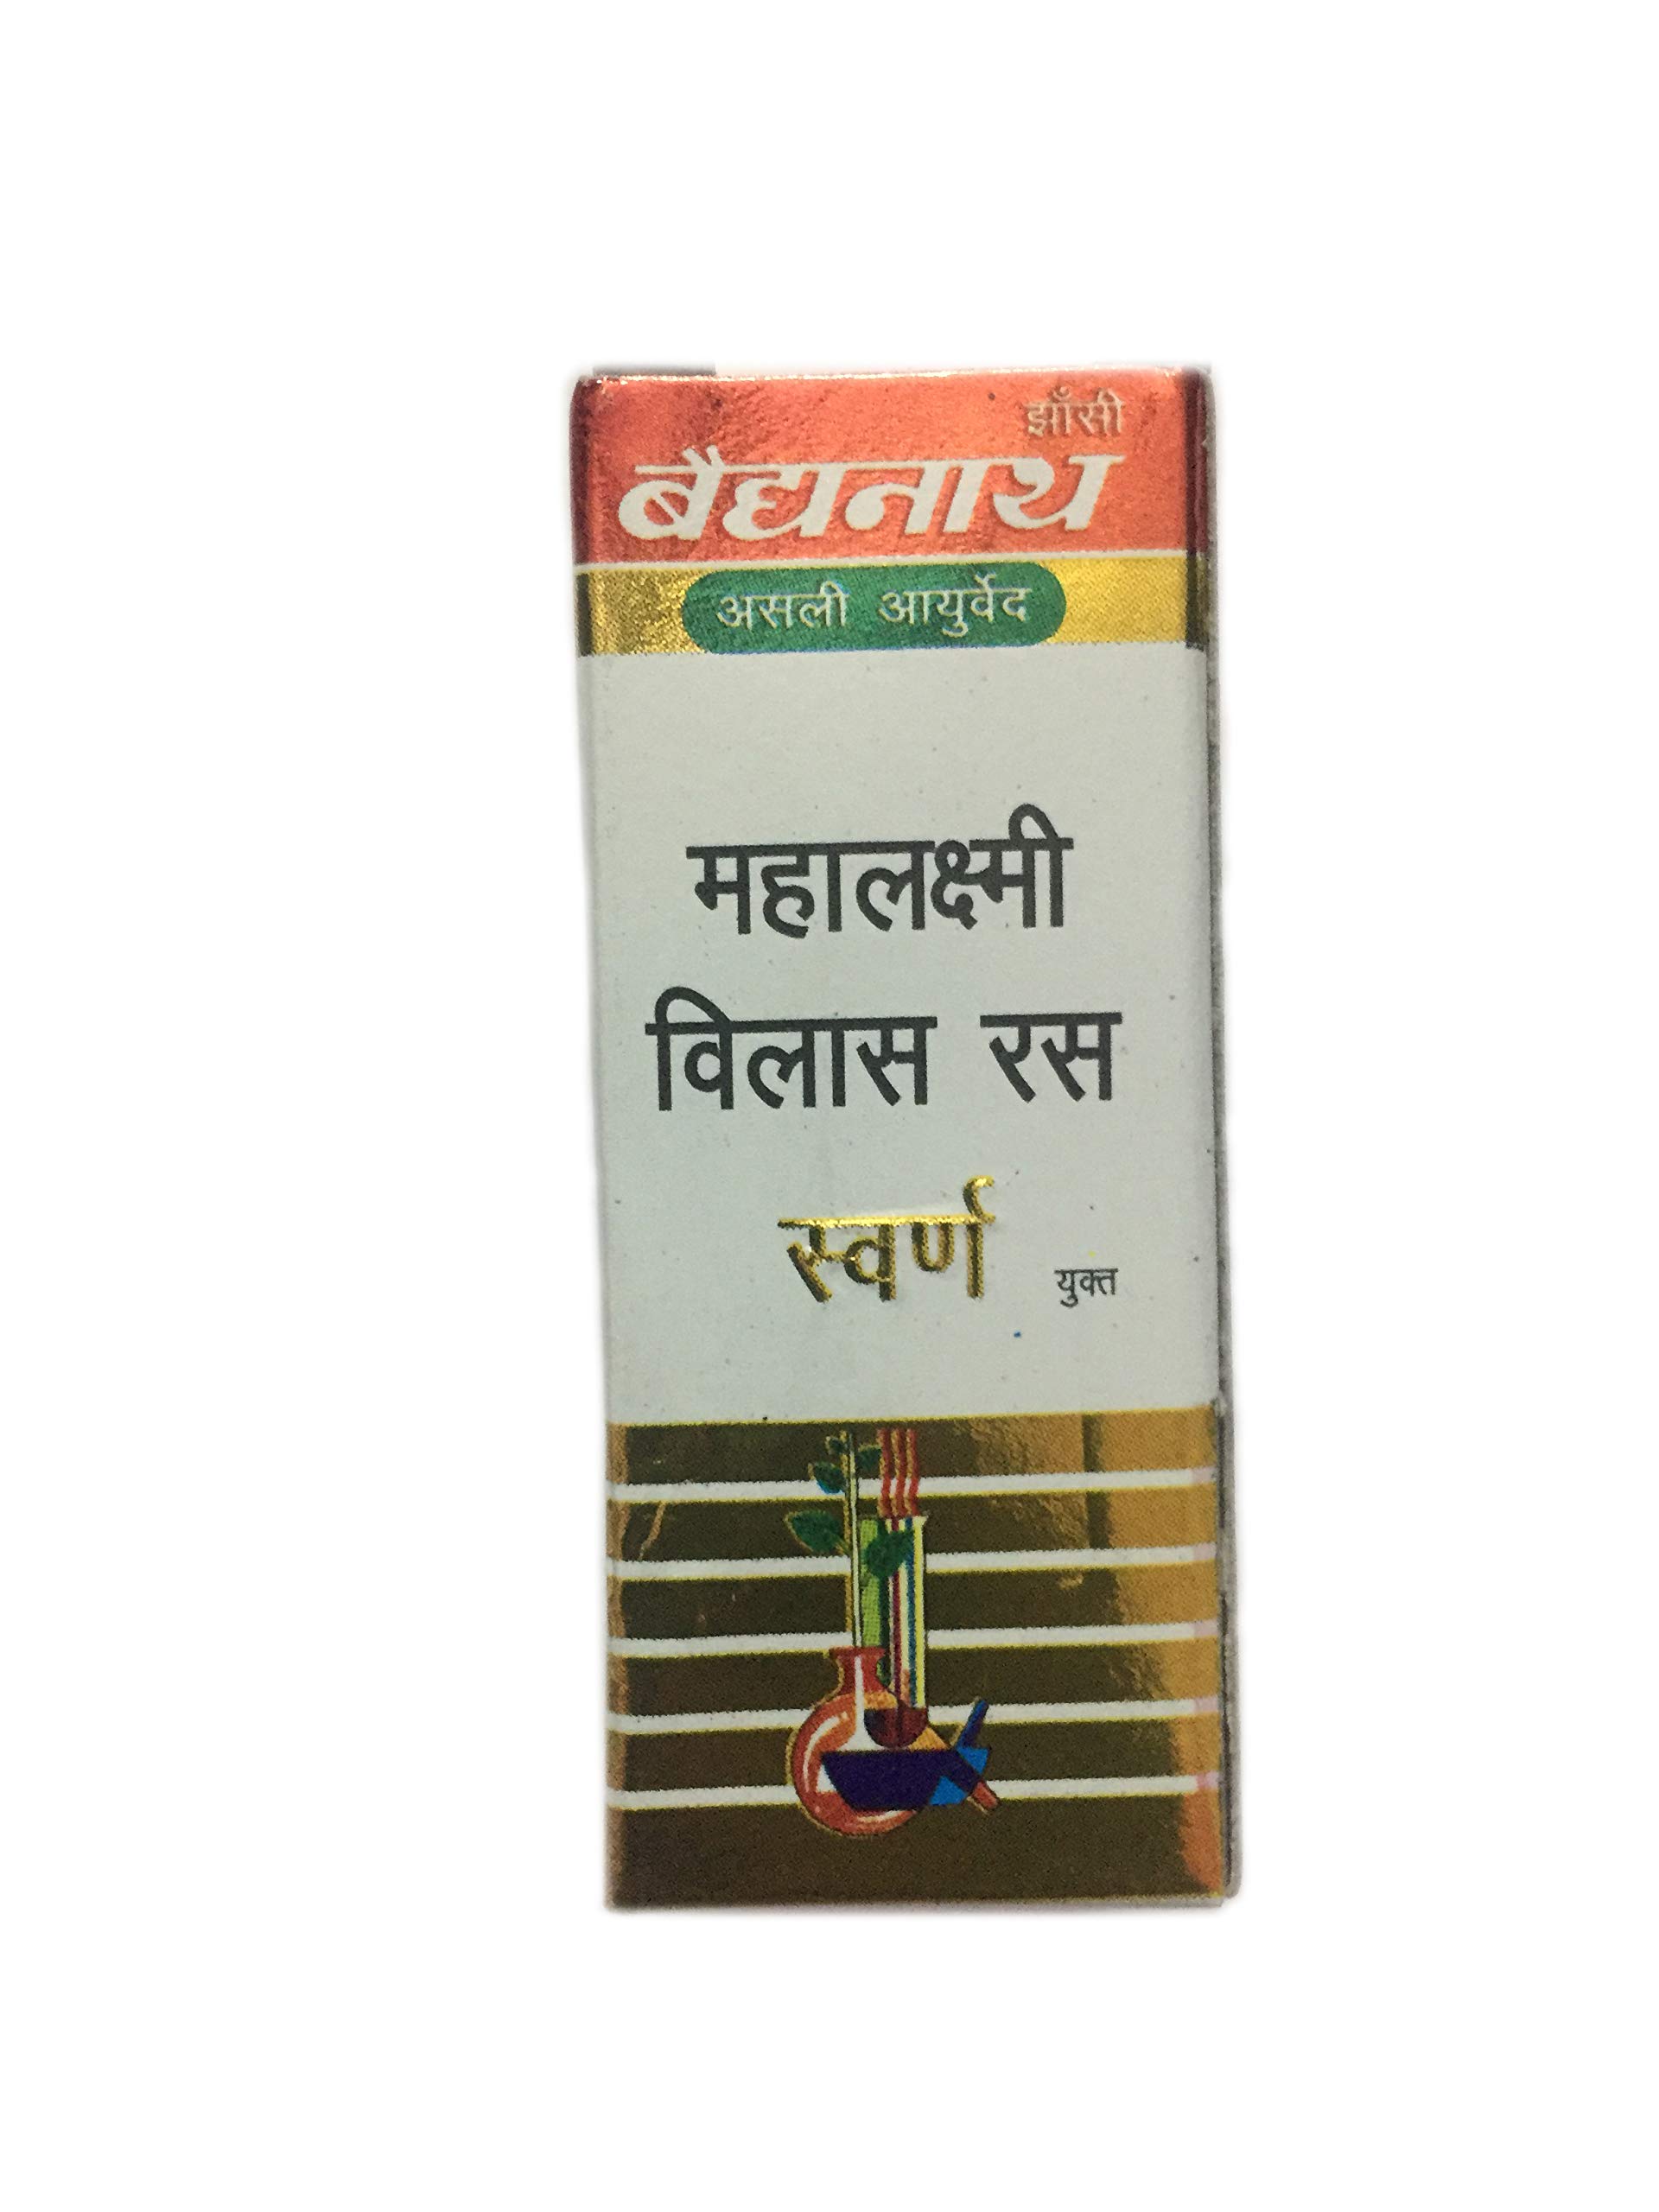 झाँसी
बैद्यनाथ
असली आयुर्वेद
महालक्ष्मी
विलास रस
स्वर्ण युक्त